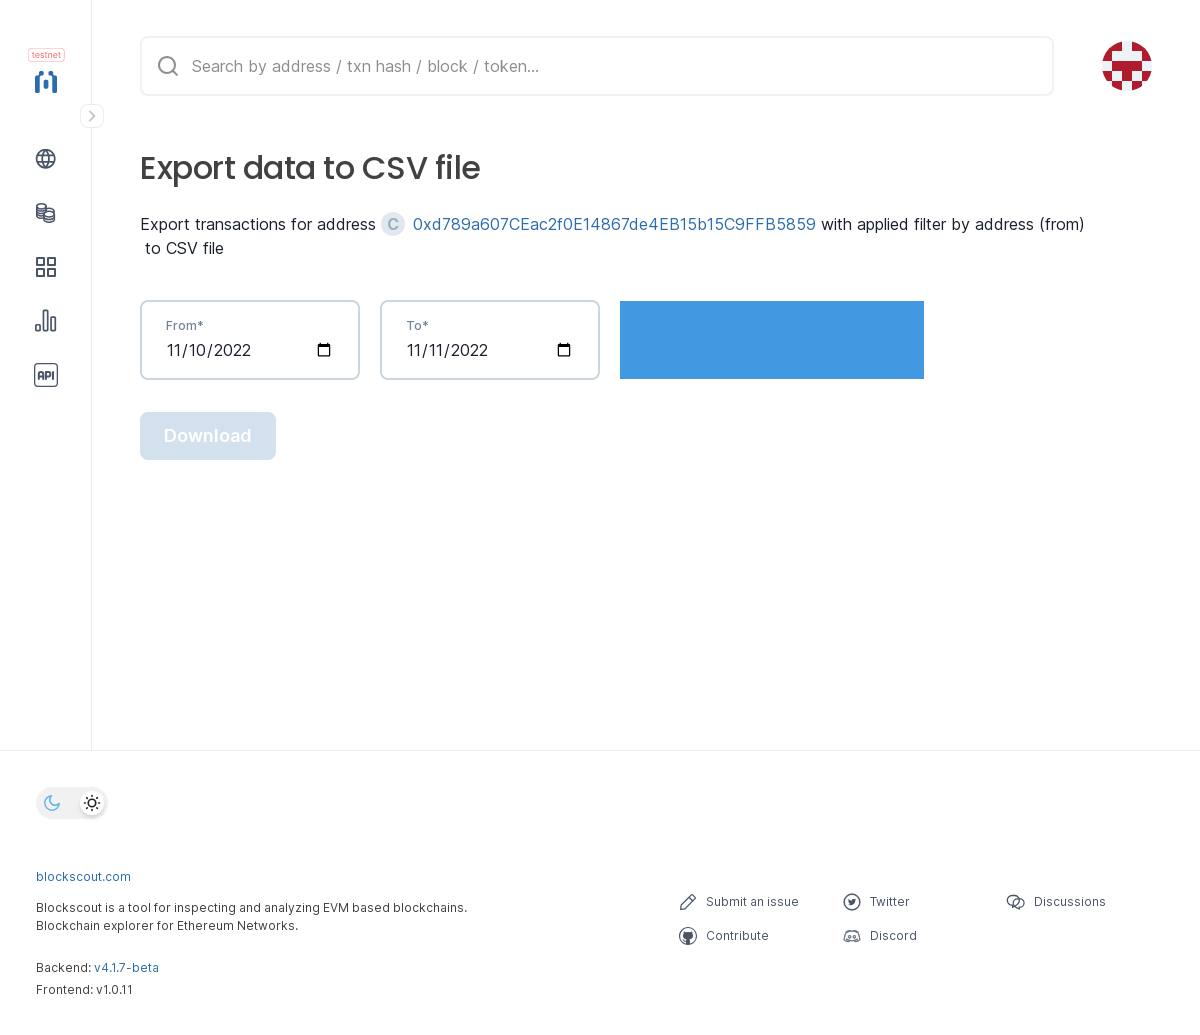 testnet
Search by address / txn hash / block / token...
Export data to CSV file
Export transactions for address C 0xd789a607CEac2f0E14867de4EB15b15C9FFB5859 with applied filter by address (from)
to CSV file
From*
To*
11/10/2022
11/11/2022
API
Download
blockscout.com
Blockscout is a tool for inspecting and analyzing EVM based blockchains.
Blockchain explorer for Ethereum Networks.
Submit an issue
Twitter
Discussions
Contribute
Discord
Backend: v4.1.7-beta
Frontend: v1.0.11